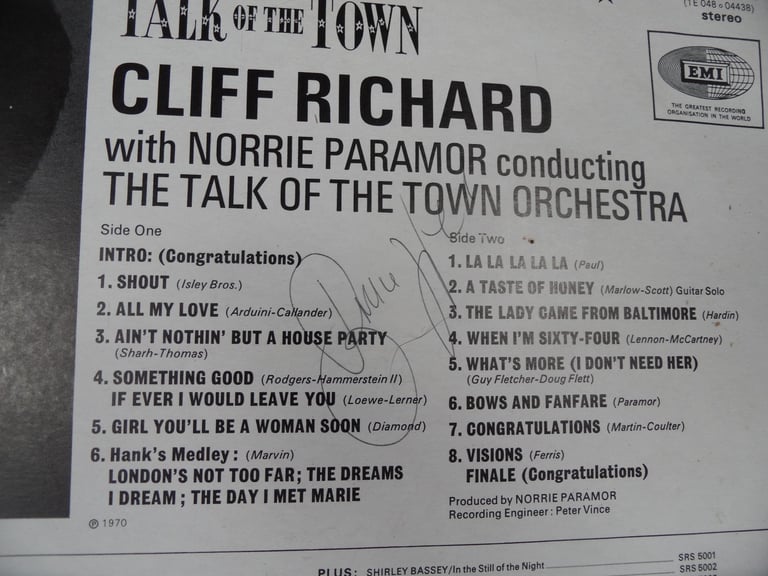 (1E 048 o 04438)
stereo
TALK OF THE TOWN
EMI
THE GREATEST RECORDING
ORGANISATION IN THE WORLD
CLIFF RICHARD
with NORRIE PARAMOR conducting
THE TALK OF THE TOWN ORCHESTRA
Side One
INTRO: (Congratulations)
1. SHOUT (Isley Bros.)
2. ALL MY LOVE (Arduini-Callander)
3. AIN'T NOTHIN' BUT A HOUSE PARTY
(Sharh-Thomas)
4. SOMETHING GOOD (Rodgers-Hammerstein II)
IF EVER I WOULD LEAVE YOU (Loewe-Lerner)
5. GIRL YOU'LL BE A WOMAN SOON (Diamond)
6. Hank's Medley: (Marvin)
LONDON'S NOT TOO FAR; THE DREAMS
I DREAM; THE DAY I MET MARIE
℗ 1970
Side Two
1. LA LA LA LA LA (Paul)
2. A TASTE OF HONEY (Marlow-Scott) Guitar Solo
3. THE LADY CAME FROM BALTIMORE (Hardin)
4. WHEN I'M SIXTY-FOUR (Lennon-McCartney)
5. WHAT'S MORE (I DON'T NEED HER)
(Guy Fletcher-Doug Flett)
6. BOWS AND FANFARE (Paramor)
7. CONGRATULATIONS (Martin-Coulter)
8. VISIONS (Ferris)
FINALE (Congratulations)
Produced by NORRIE PARAMOR
Recording Engineer: Peter Vince
PLUS: SHIRLEY BASSEY/In the Still of the Night SRS 5001
SRS 5002